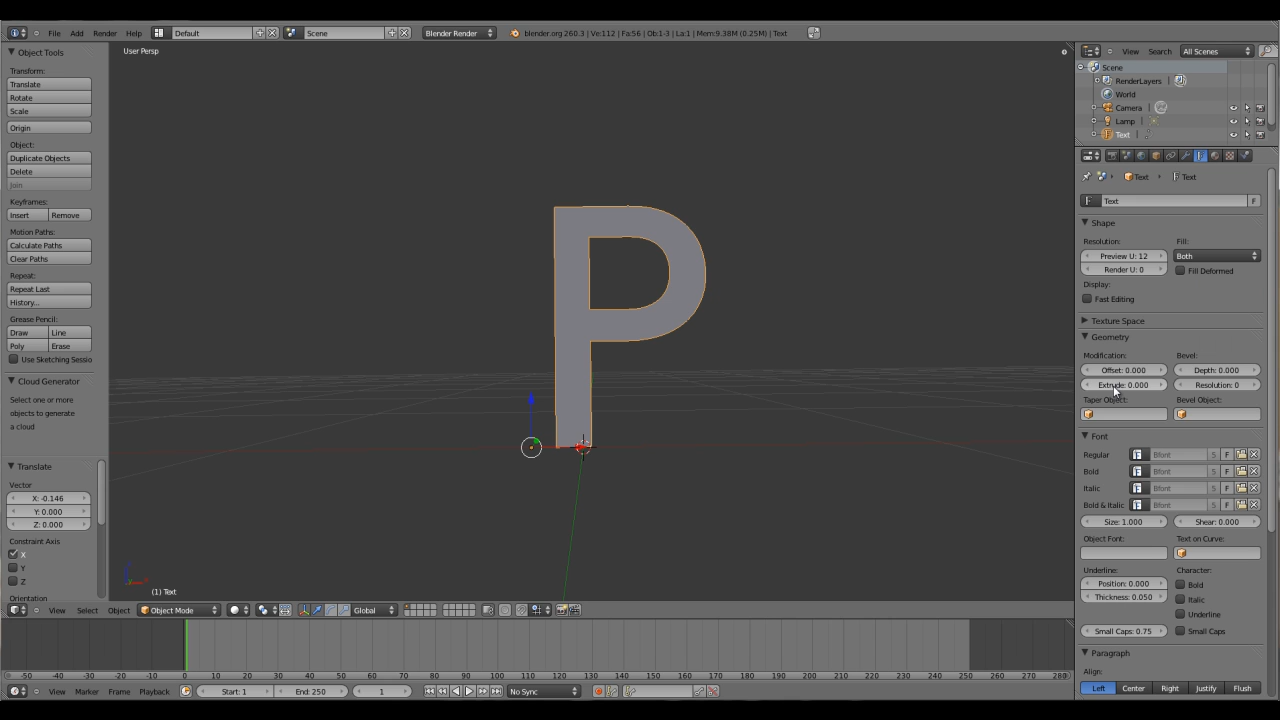 File Add Render Help Default Scene Blender Render blender.org 260.3 | Ve:112 | Fa:56 | Ob:1-3 | La:1 | Mem:9.38M (0.25M) | Text
Object Tools
Transform:
Translate
Rotate
Scale
Origin
Object:
Duplicate Objects
Delete
Join
Keyframes:
Insert Remove
Motion Paths:
Calculate Paths
Clear Paths
Repeat:
Repeat Last
History...
Grease Pencil:
Draw Line
Poly Erase
Use Sketching Sessio
Cloud Generator
Select one or more
objects to generate
a cloud
Translate
Vector
X: -0.146
Y: 0.000
Z: 0.000
Constraint Axis
X
Y
Z
Orientation
User Persp
P
(1) Text
View Select Object Object Mode Global
-50 -40 -30 -20 -10 0 10 20 30 40 50 60 70 80 90 100 110 120 130 140 150 160 170 180 190 200 210 220 230 240 250 260 270 280
View Marker Frame Playback Start: 1 End: 250 1 No Sync
View Search All Scenes
Scene
RenderLayers |
World
Camera |
Lamp |
Text |
Text Text
Text F
Shape
Resolution: Fill:
Preview U: 12 Both
Render U: 0 Fill Deformed
Display:
Fast Editing
Texture Space
Geometry
Modification: Bevel:
Offset: 0.000 Depth: 0.000
Extrude: 0.000 Resolution: 0
Taper Object: Bevel Object:
Font
Regular Bfont 5 F
Bold Bfont 5 F
Italic Bfont 5 F
Bold & Italic Bfont 5 F
Size: 1.000 Shear: 0.000
Object Font: Text on Curve:
Underline: Character:
Position: 0.000 Bold
Thickness: 0.050 Italic
Underline
Small Caps: 0.75 Small Caps
Paragraph
Align:
Left Center Right Justify Flush